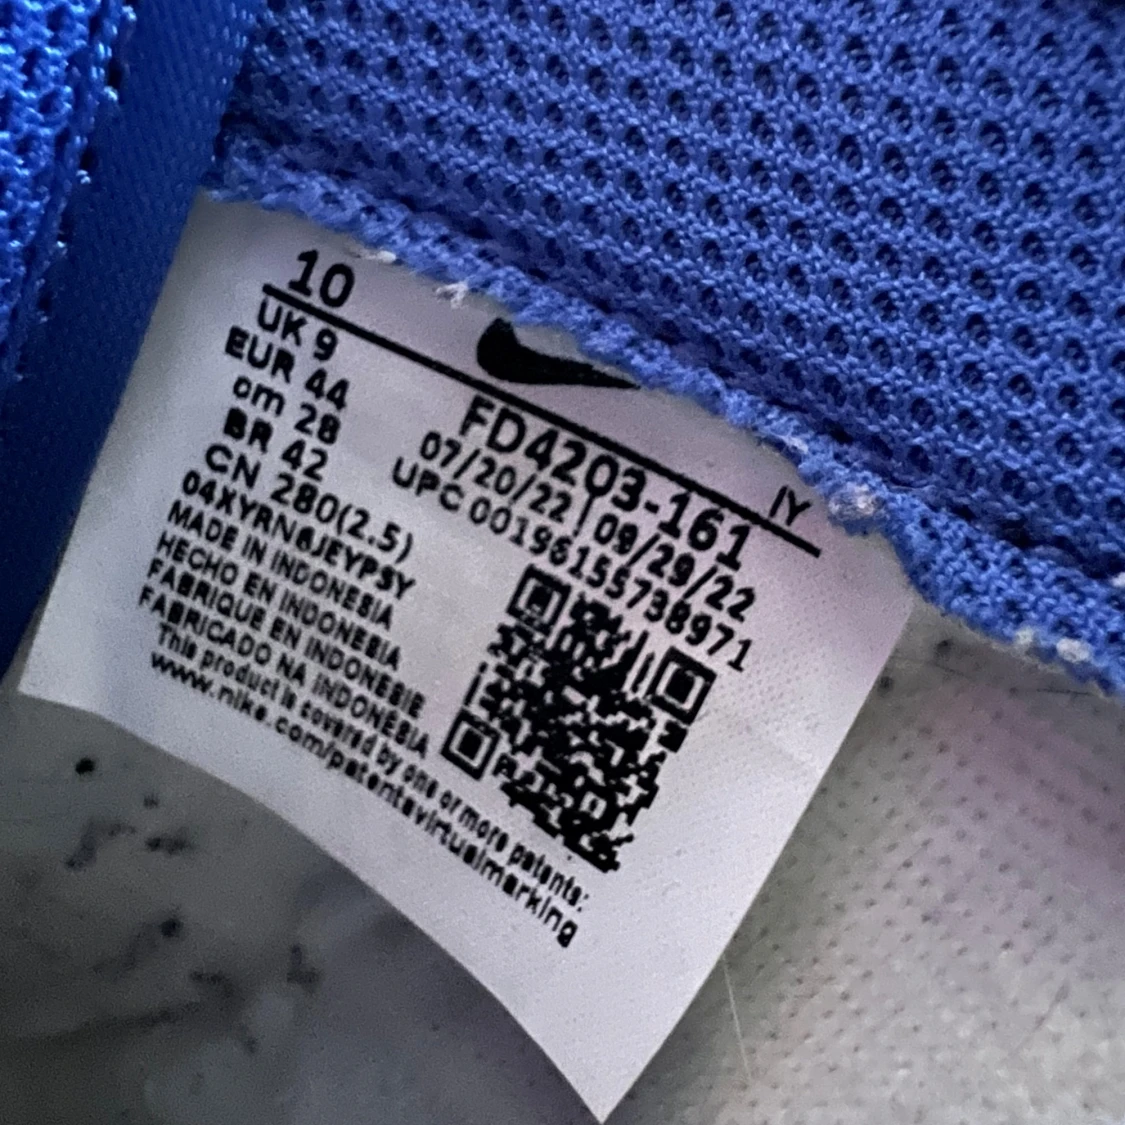 10
UK 9
EUR 44
cm 28
BR 42
CN 280(2.5)
04XYRN6JEYPSY
MADE IN INDONESIA
HECHO EN INDONESIA
FABRIQUE EN INDONESIE
FABRICADO NA INDONÉSIA
This product is covered by one or more patents:
www.nike.com/patentsvirtualmarking
IY
FD4203-161
07/20/22 | 09/29/22
UPC 00196155738971